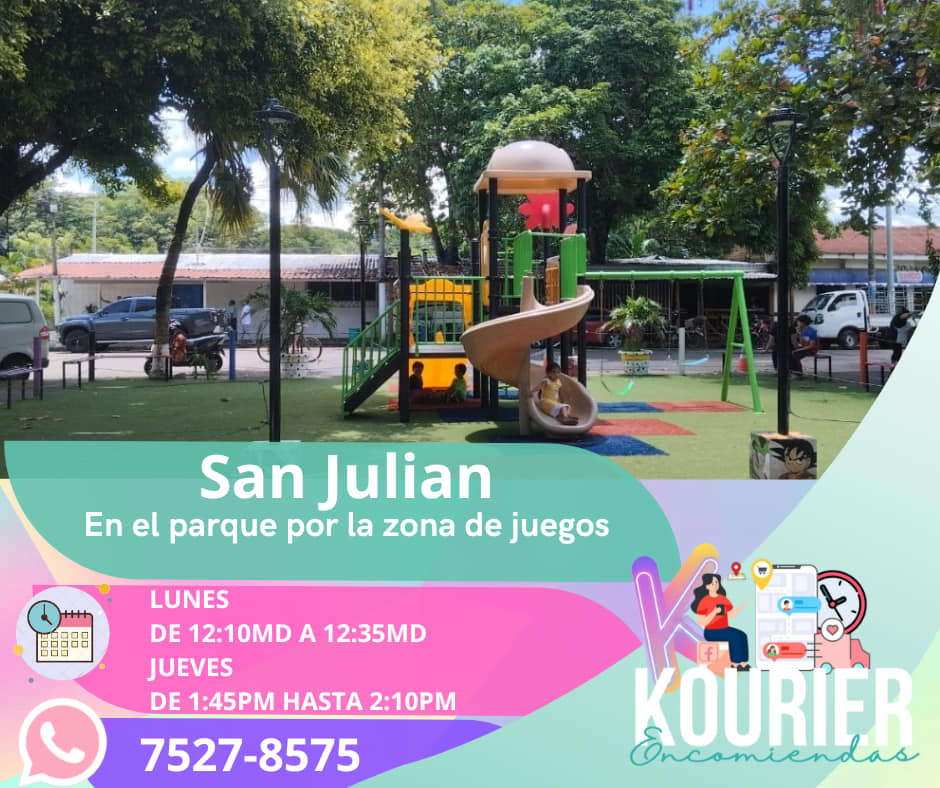 San Julian
En el parque por la zona de juegos
LUNES
DE 12:10MD A 12:35MD
JUEVES
DE 1:45PM HASTA 2:10PM
7527-8575
K
KOURIER
Encomiendas